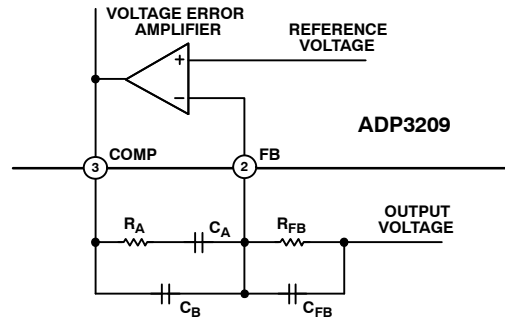 VOLTAGE ERROR
AMPLIFIER
REFERENCE
VOLTAGE
+
−
ADP3209
3 COMP
2 FB
RA
CA
RFB
OUTPUT
VOLTAGE
CB
CFB